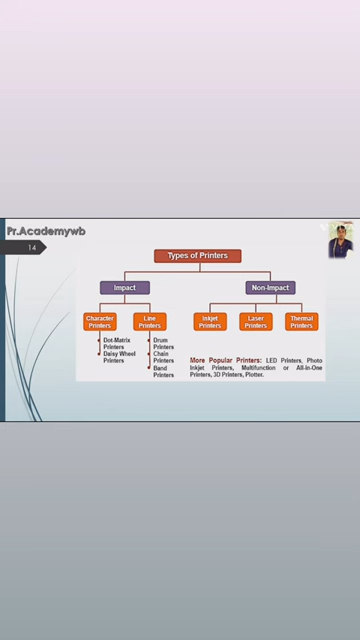 Pr.Academywb
14
Types of Printers
Impact
Non-Impact
Character
Printers
Line
Printers
Inkjet
Printers
Laser
Printers
Thermal
Printers
Dot-Matrix
Printers
Daisy Wheel
Printers
Drum
Printers
Chain
Printers
Band
Printers
More Popular Printers: LED Printers, Photo
Inkjet Printers, Multifunction or All-in-One
Printers, 3D Printers, Plotter.